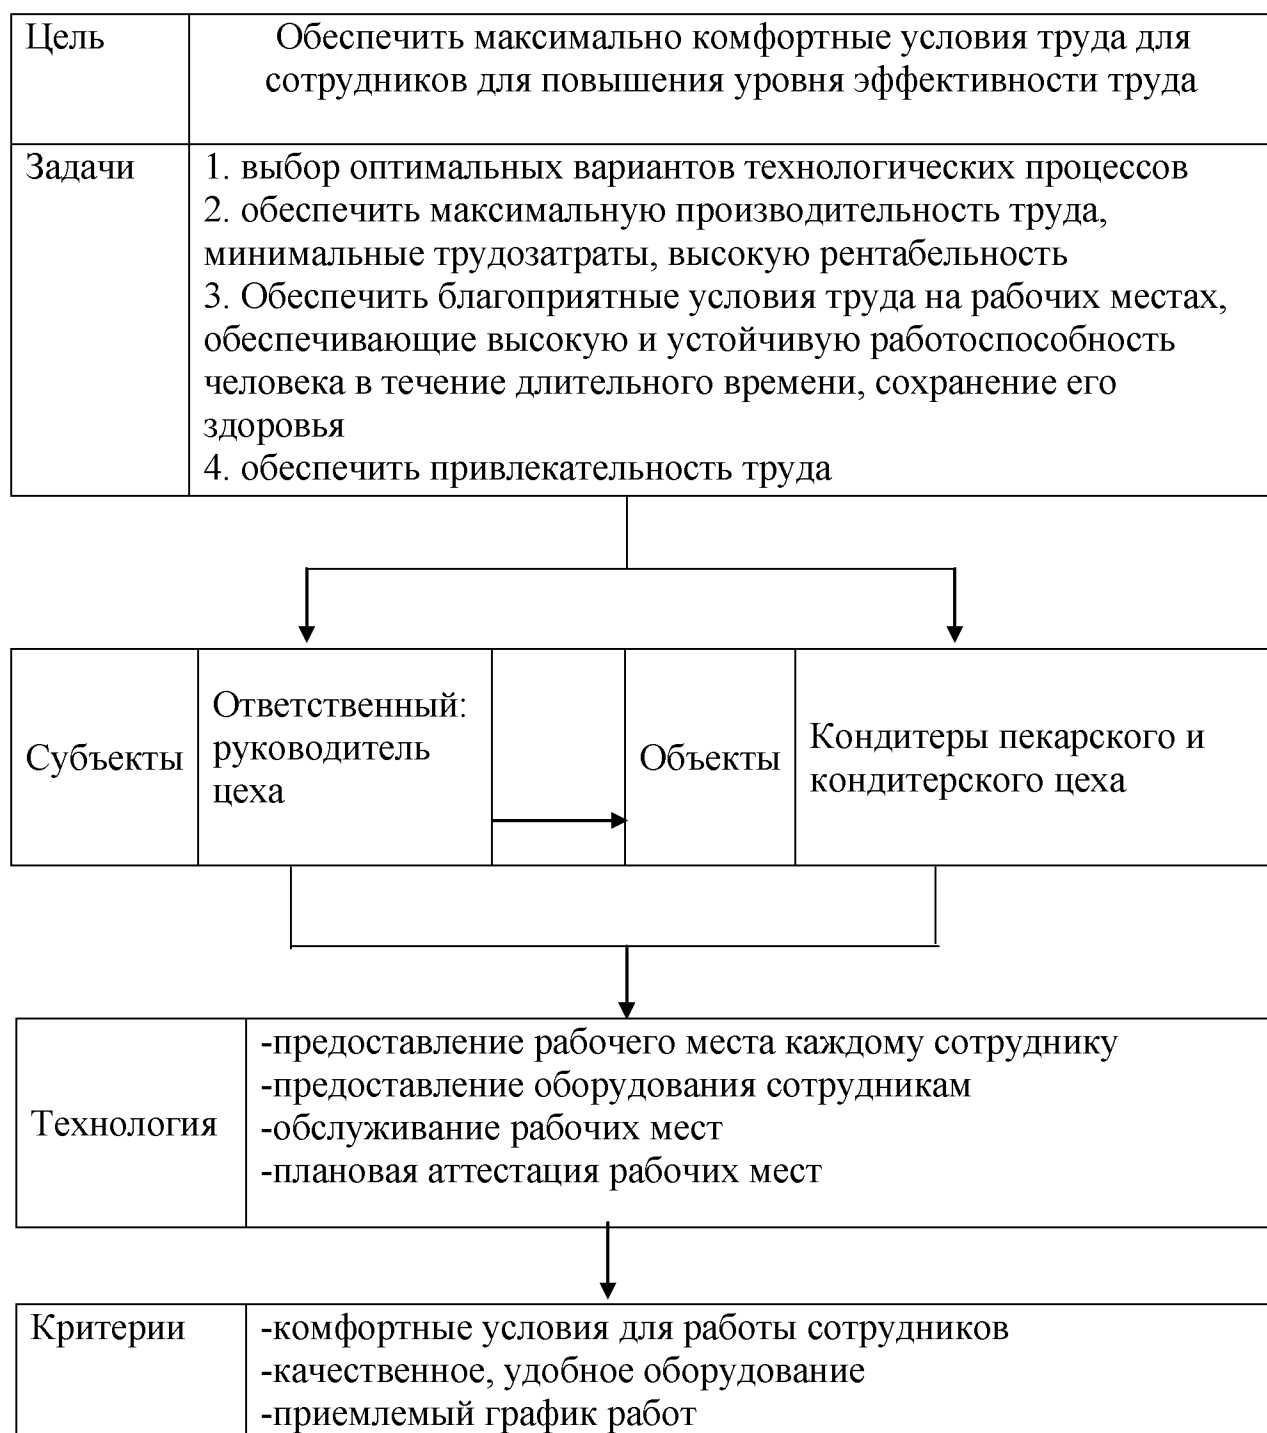 Цель
Обеспечить максимально комфортные условия труда для
сотрудников для повышения уровня эффективности труда
Задачи
1. выбор оптимальных вариантов технологических процессов
2. обеспечить максимальную производительность труда,
минимальные трудозатраты, высокую рентабельность
3. Обеспечить благоприятные условия труда на рабочих местах,
обеспечивающие высокую и устойчивую работоспособность
человека в течение длительного времени, сохранение его
здоровья
4. обеспечить привлекательность труда
Субъекты
Ответственный:
руководитель
цеха
Объекты
Кондитеры пекарского и
кондитерского цеха
Технология
-предоставление рабочего места каждому сотруднику
-предоставление оборудования сотрудникам
-обслуживание рабочих мест
-плановая аттестация рабочих мест
Критерии
-комфортные условия для работы сотрудников
-качественное, удобное оборудование
-приемлемый график работ